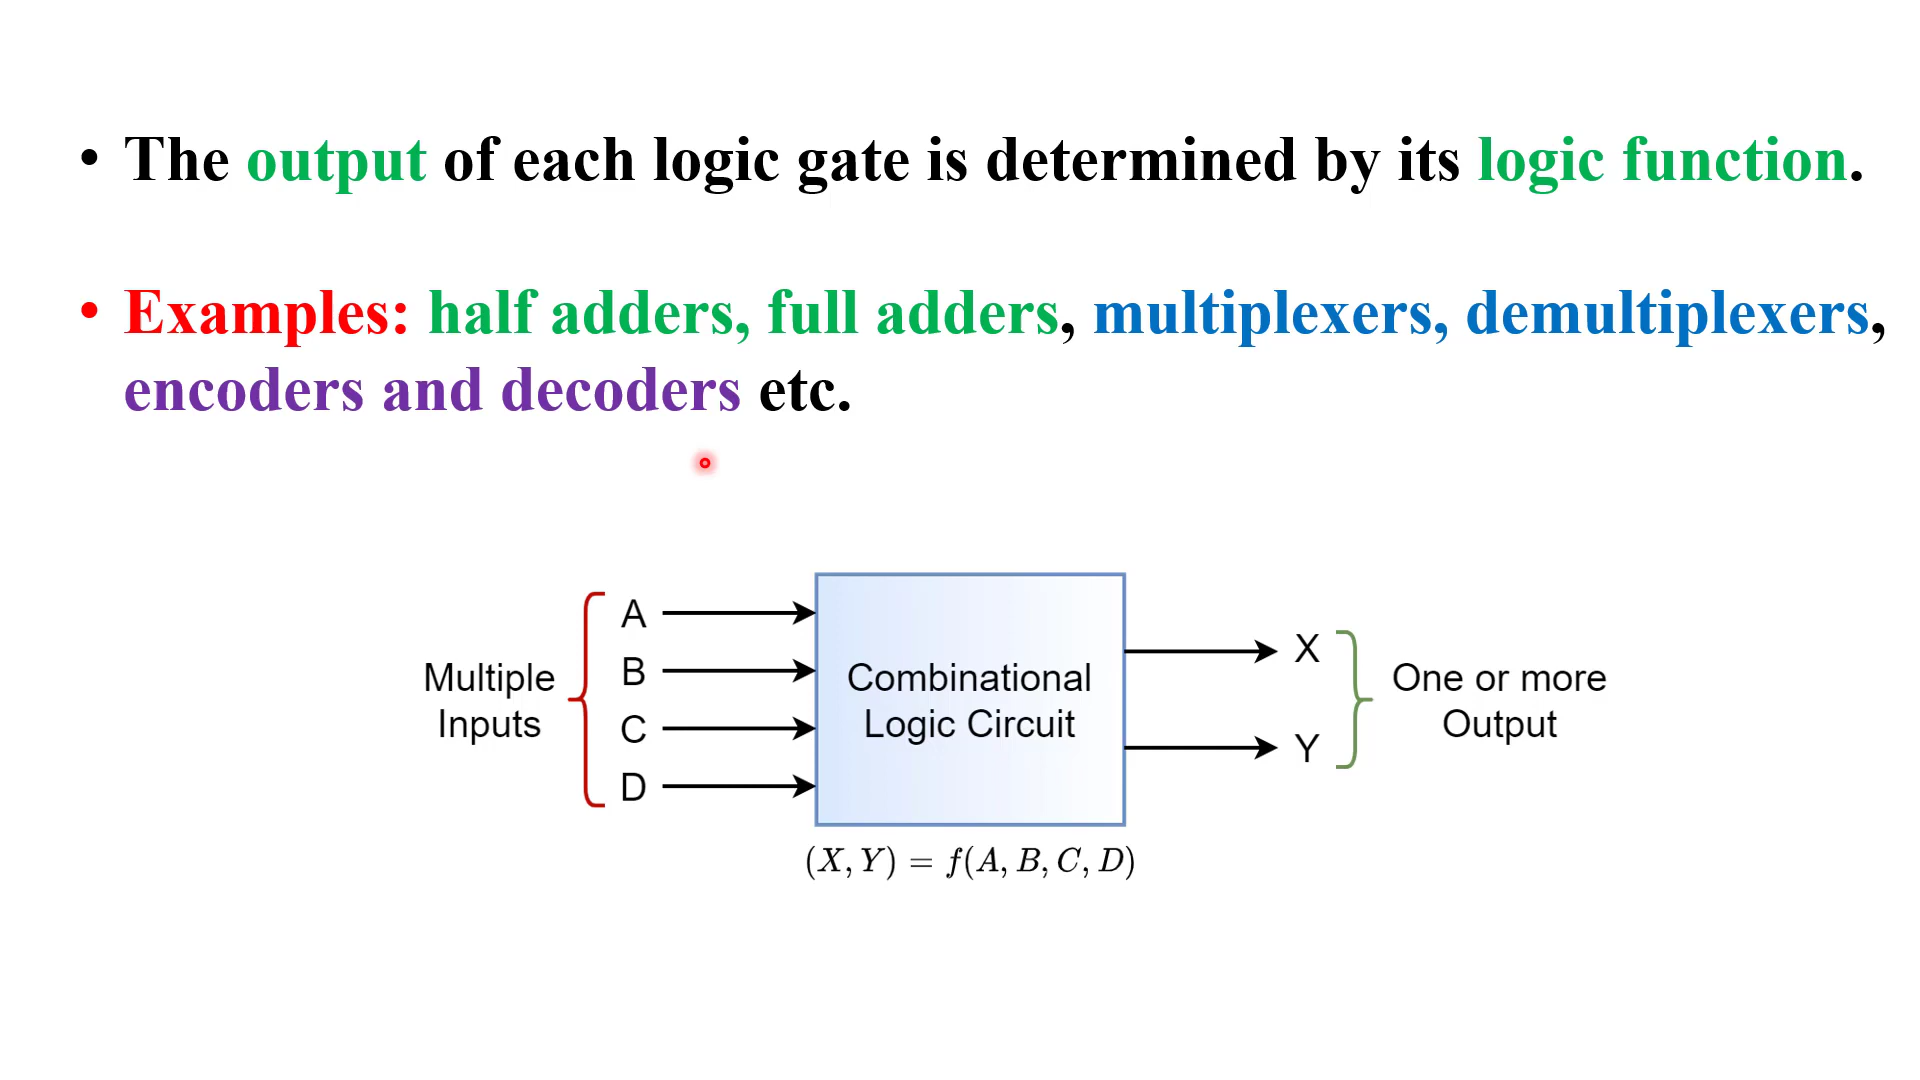 • The output of each logic gate is determined by its logic function.
• Examples: half adders, full adders, multiplexers, demultiplexers,
encoders and decoders etc.
Multiple
Inputs
A
B
C
D
Combinational
Logic Circuit
X
Y
One or more
Output
(X, Y) = f(A, B, C, D)